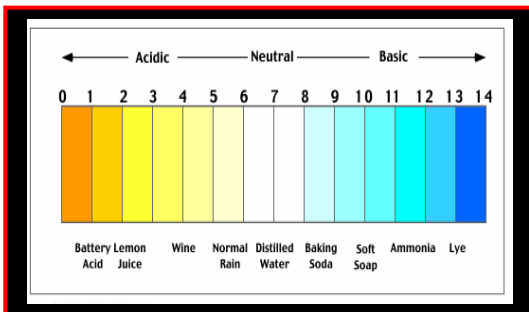 Acidic Neutral Basic
0 1 2 3 4 5 6 7 8 9 10 11 12 13 14
Battery Lemon Wine Normal Distilled Baking Soft Ammonia Lye
Acid Juice Rain Water Soda Soap